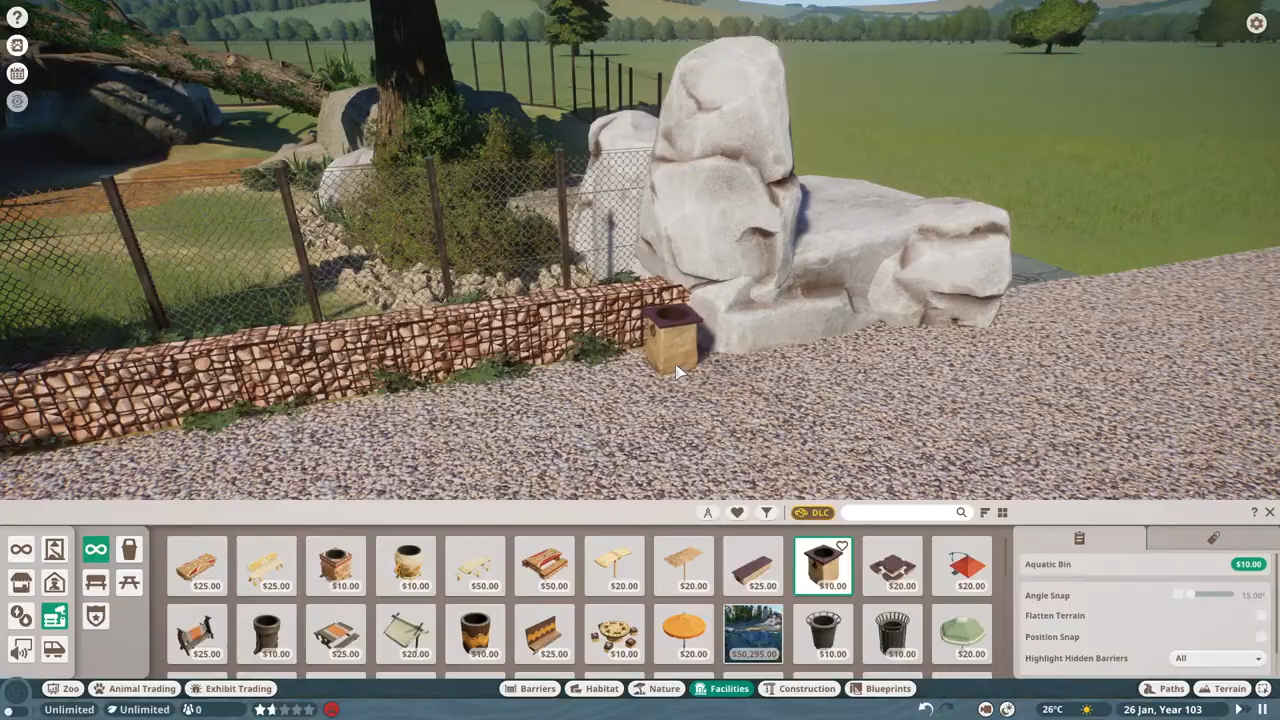 DLC
$25.00 $25.00 $10.00 $10.00 $50.00 $50.00 $20.00 $20.00 $25.00 $10.00 $20.00 $20.00
$25.00 $10.00 $25.00 $20.00 $10.00 $25.00 $10.00 $20.00 $50,295.00 $10.00 $10.00 $20.00
Aquatic Bin $10.00
Angle Snap 15.00°
Flatten Terrain
Position Snap
Highlight Hidden Barriers All
Zoo Animal Trading Exhibit Trading Barriers Habitat Nature Facilities Construction Blueprints Paths Terrain
Unlimited Unlimited 0 26°C 26 Jan, Year 103